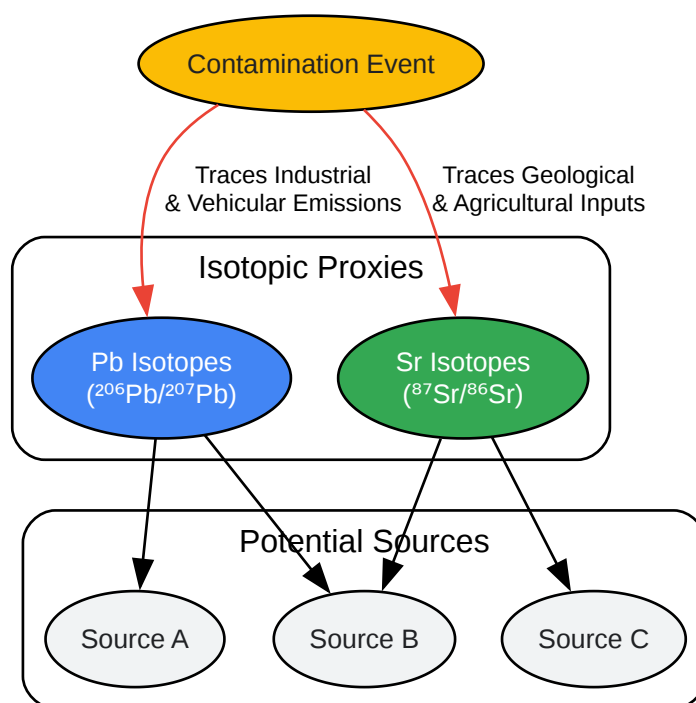 Contamination Event
Traces Industrial
& Vehicular Emissions
Traces Geological
& Agricultural Inputs
Isotopic Proxies
Pb Isotopes
(²⁰⁶Pb/²⁰⁷Pb)
Sr Isotopes
(⁸⁷Sr/⁸⁶Sr)
Potential Sources
Source A
Source B
Source C